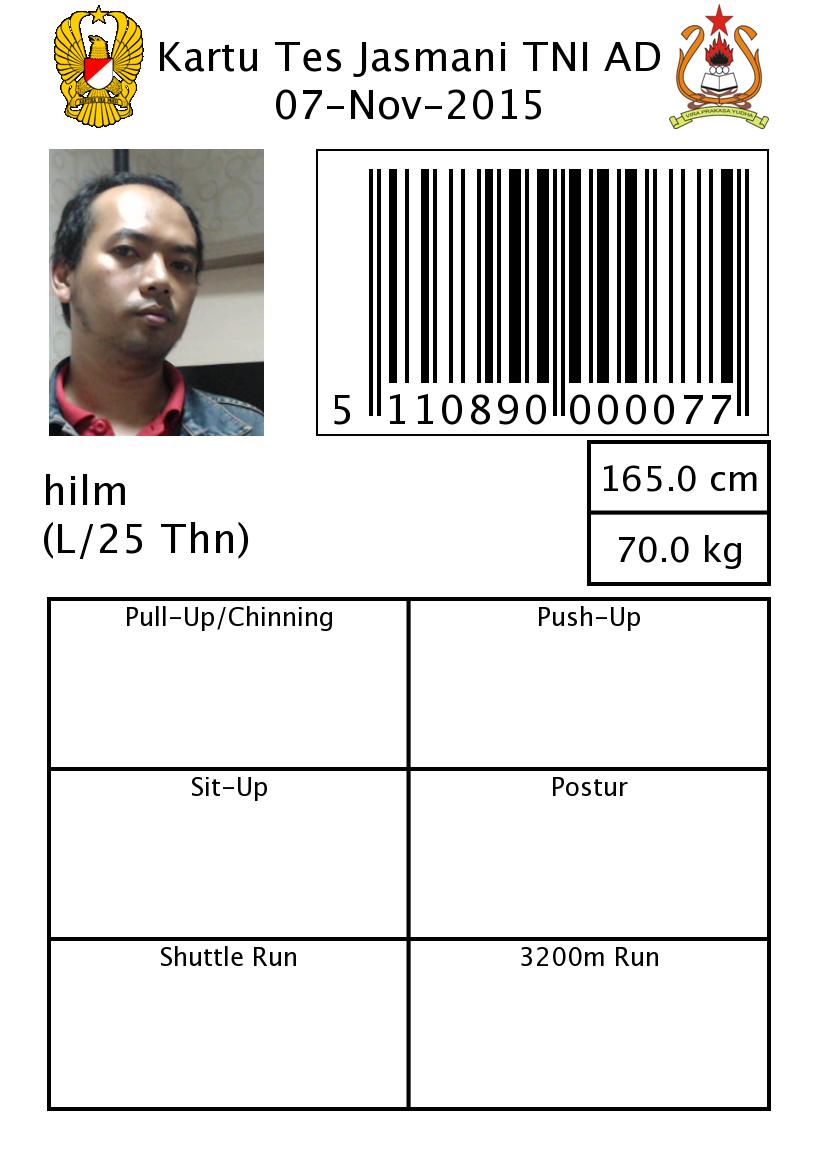 Kartu Tes Jasmani TNI AD
07-Nov-2015
VIRA PRAKASA YUDHA
5 110890 000077
165.0 cm
70.0 kg
hilm
(L/25 Thn)
Pull-Up/Chinning
Push-Up
Sit-Up
Postur
Shuttle Run
3200m Run